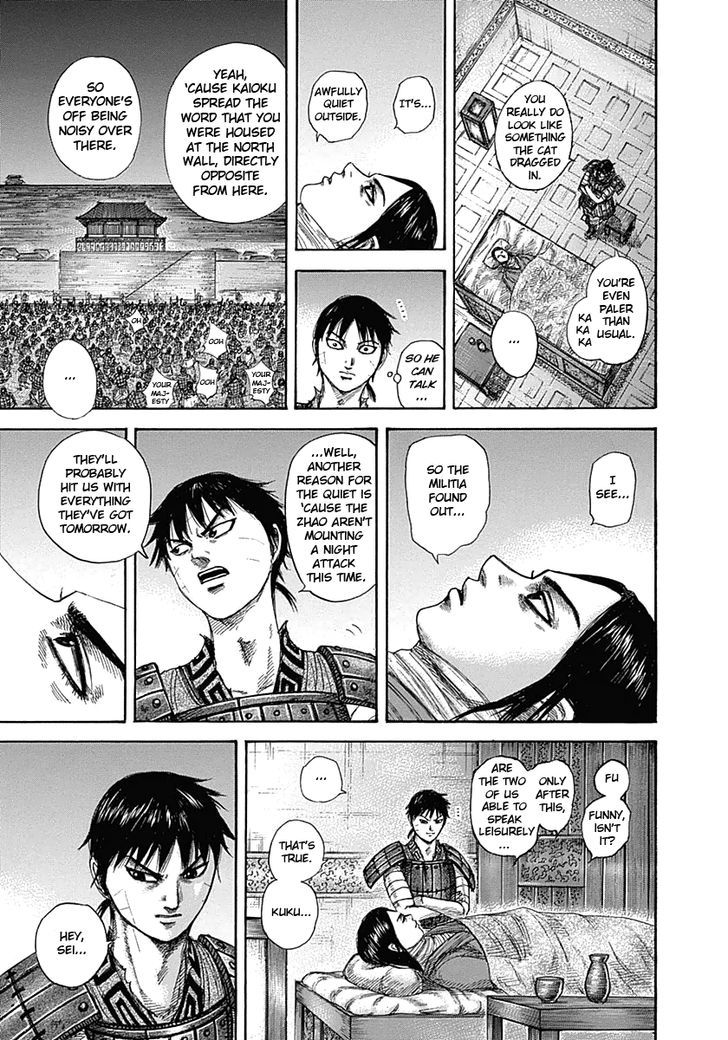 YOU
REALLY DO
LOOK LIKE
SOMETHING
THE CAT
DRAGGED
IN.
YOU'RE
EVEN
PALER THAN
USUAL.
KA
KA
KA
IT'S...
AWFULLY
QUIET
OUTSIDE.
......
SO HE
CAN
TALK
...
YEAH,
'CAUSE KAIOKU
SPREAD THE
WORD THAT YOU
WERE HOUSED
AT THE NORTH
WALL, DIRECTLY
OPPOSITE
FROM HERE.
SO
EVERYONE'S
OFF BEING
NOISY OVER
THERE.
OOH
OOH
OOH
YOUR
MAJ-
ESTY
YOUR
MAJ-
ESTY
...
I
SEE...
SO THE
MILITIA
FOUND
OUT...
...WELL,
ANOTHER
REASON FOR
THE QUIET IS
'CAUSE THE
ZHAO AREN'T
MOUNTING
A NIGHT
ATTACK
THIS TIME.
THEY'LL
PROBABLY
HIT US WITH
EVERYTHING
THEY'VE GOT
TOMORROW.
FU
FUNNY,
ISN'T
IT?
ONLY
AFTER
THIS,
ARE
THE TWO
OF US
ABLE TO
SPEAK
LEISURELY
...
...
THAT'S
TRUE.
KUKU...
HEY,
SEI...